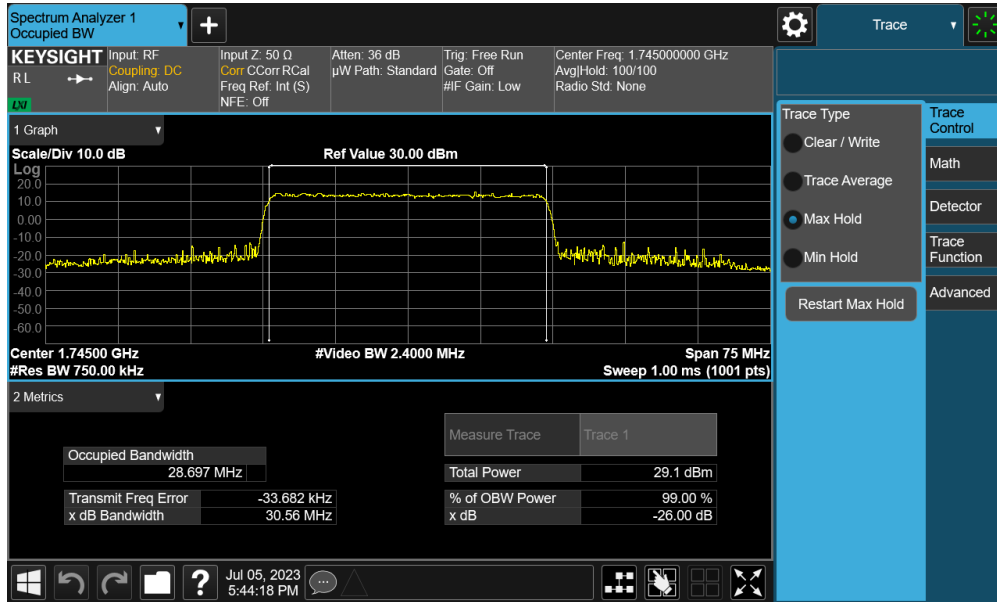 Spectrum Analyzer 1
Occupied BW
Trace
KEYSIGHT
R L
LXI
Input: RF
Coupling: DC
Align: Auto
Input Z: 50 Ω
Corr CCorr RCal
Freq Ref: Int (S)
NFE: Off
Atten: 36 dB
µW Path: Standard
Trig: Free Run
Gate: Off
#IF Gain: Low
Center Freq: 1.745000000 GHz
Avg|Hold: 100/100
Radio Std: None
1 Graph
Scale/Div 10.0 dB
Ref Value 30.00 dBm
Log
20.0
10.0
0.00
-10.0
-20.0
-30.0
-40.0
-50.0
-60.0
Center 1.74500 GHz
#Video BW 2.4000 MHz
Span 75 MHz
#Res BW 750.00 kHz
Sweep 1.00 ms (1001 pts)
2 Metrics
Measure Trace
Trace 1
Occupied Bandwidth
28.697 MHz
Total Power
29.1 dBm
Transmit Freq Error
-33.682 kHz
% of OBW Power
99.00 %
x dB Bandwidth
30.56 MHz
x dB
-26.00 dB
Trace Type
Clear / Write
Trace Average
Max Hold
Min Hold
Restart Max Hold
Trace
Control
Math
Detector
Trace
Function
Advanced
?
Jul 05, 2023
5:44:18 PM